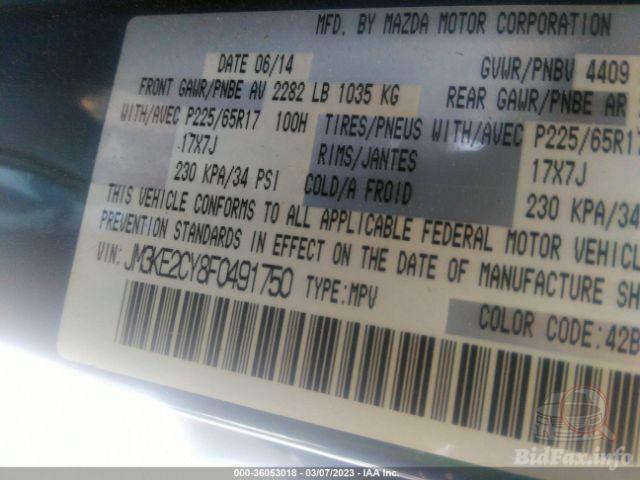 MFD. BY MAZDA MOTOR CORPORATION
DATE 06/14 GVWR/PNBV 4409
FRONT GAWR/PNBE AV 2282 LB 1035 KG REAR GAWR/PNBE AR
WITH/AVEC P225/65R17 100H TIRES/PNEUS WITH/AVEC P225/65R17
17X7J RIMS/JANTES 17X7J
230 KPA/34 PSI COLD/A FROID 230 KPA/34
THIS VEHICLE CONFORMS TO ALL APPLICABLE FEDERAL MOTOR VEHICL
PREVENTION STANDARDS IN EFFECT ON THE DATE OF MANUFACTURE SH
VIN: JM3KE2CY8F0491750 TYPE:MPV
COLOR CODE:42B
BidFax.info
000-36053018 - 03/07/2023 - IAA Inc.